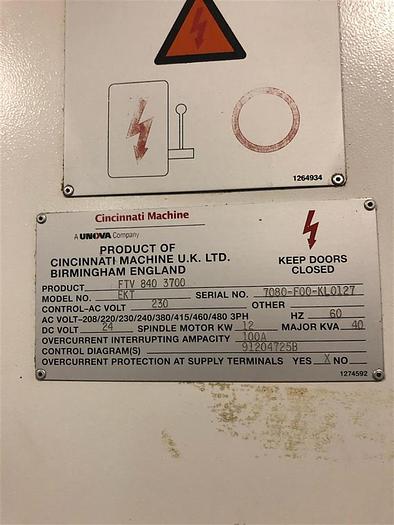 1264934
Cincinnati Machine
A UNOVA Company
PRODUCT OF
CINCINNATI MACHINE U.K. LTD.
BIRMINGHAM ENGLAND
KEEP DOORS
CLOSED
PRODUCT FTV 840 3700
MODEL NO. EKT SERIAL NO. 7080-F00-KL0127
CONTROL-AC VOLT 230 OTHER
AC VOLT-208/220/230/240/380/415/460/480 3PH HZ 60
DC VOLT 24 SPINDLE MOTOR KW 12 MAJOR KVA 40
OVERCURRENT INTERRUPTING AMPACITY 100A
CONTROL DIAGRAM(S) 91204725B
OVERCURRENT PROTECTION AT SUPPLY TERMINALS YES X NO
1274592